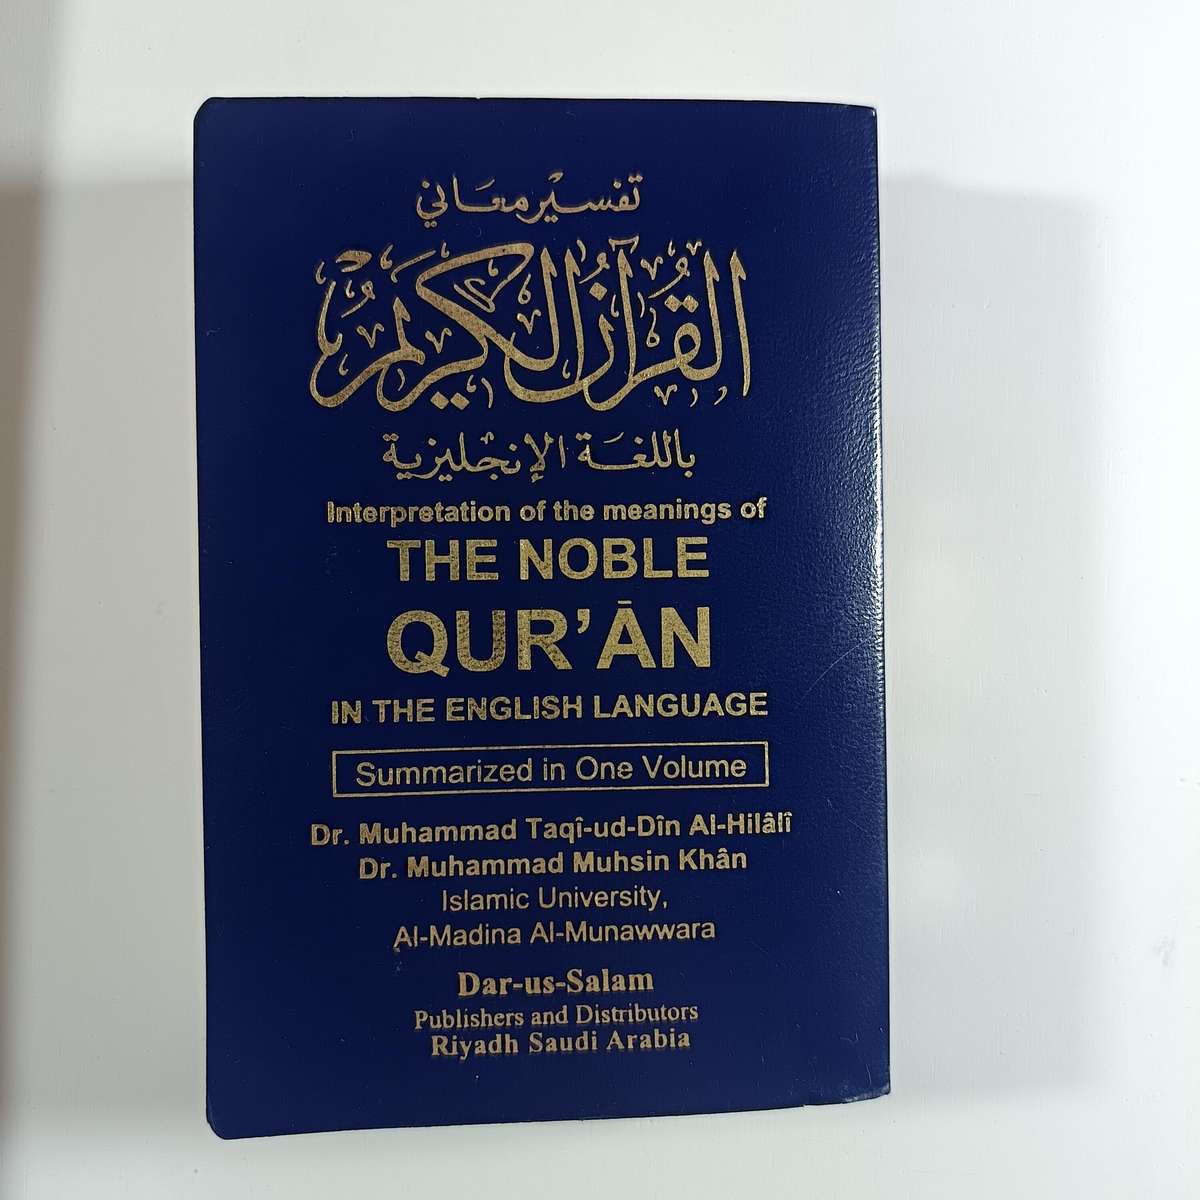 تفسير معاني
القرآن الكريم
باللغة الإنجليزية
Interpretation of the meanings of
THE NOBLE
QUR'ĀN
IN THE ENGLISH LANGUAGE
Summarized in One Volume
Dr. Muhammad Taqî-ud-Dîn Al-Hilâlî
Dr. Muhammad Muhsin Khân
Islamic University,
Al-Madina Al-Munawwara
Dar-us-Salam
Publishers and Distributors
Riyadh Saudi Arabia